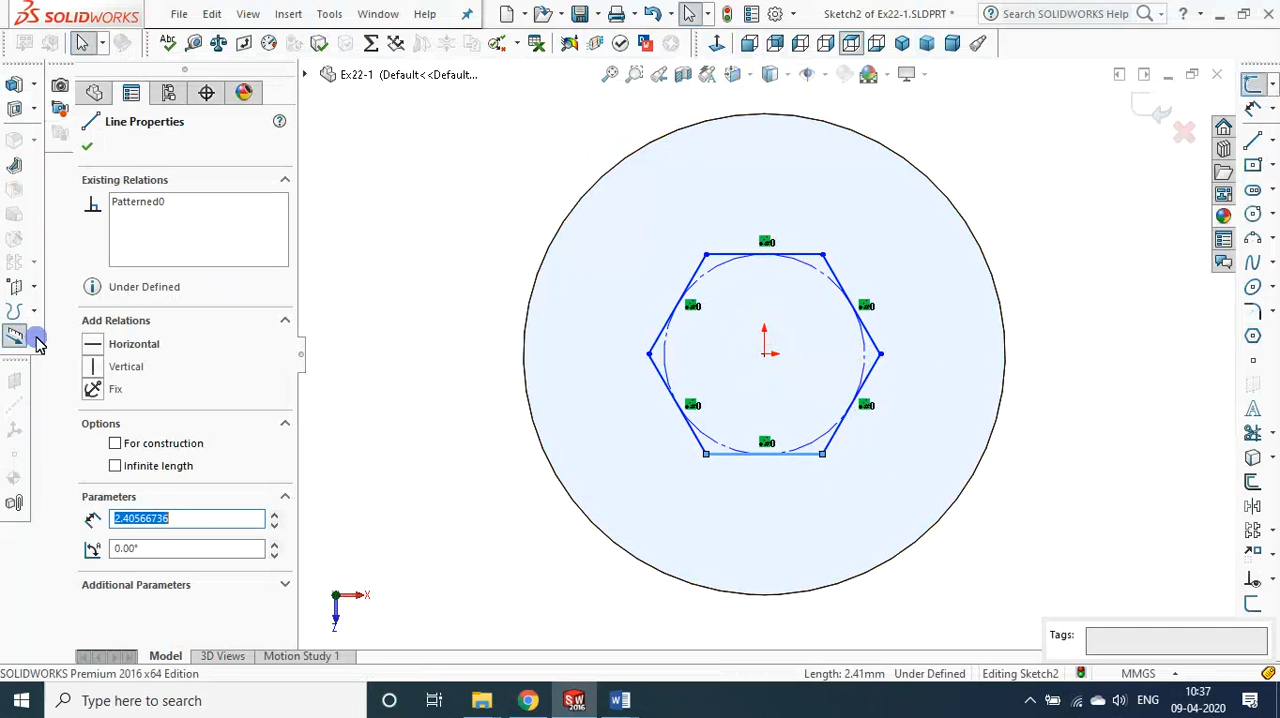 SOLIDWORKS
File
Edit
View
Insert
Tools
Window
Help
Sketch2 of Ex22-1.SLDPRT *
Search SOLIDWORKS Help
?
Ex22-1 (Default<<Default...
Line Properties
Existing Relations
Patterned0
Under Defined
Add Relations
Horizontal
Vertical
Fix
Options
For construction
Infinite length
Parameters
2.40566736
0.00°
Additional Parameters
X
Z
Tags:
Model
3D Views
Motion Study 1
SOLIDWORKS Premium 2016 x64 Edition
Length: 2.41mm
Under Defined
Editing Sketch2
MMGS
Type here to search
SW
2016
ENG
10:37
09-04-2020